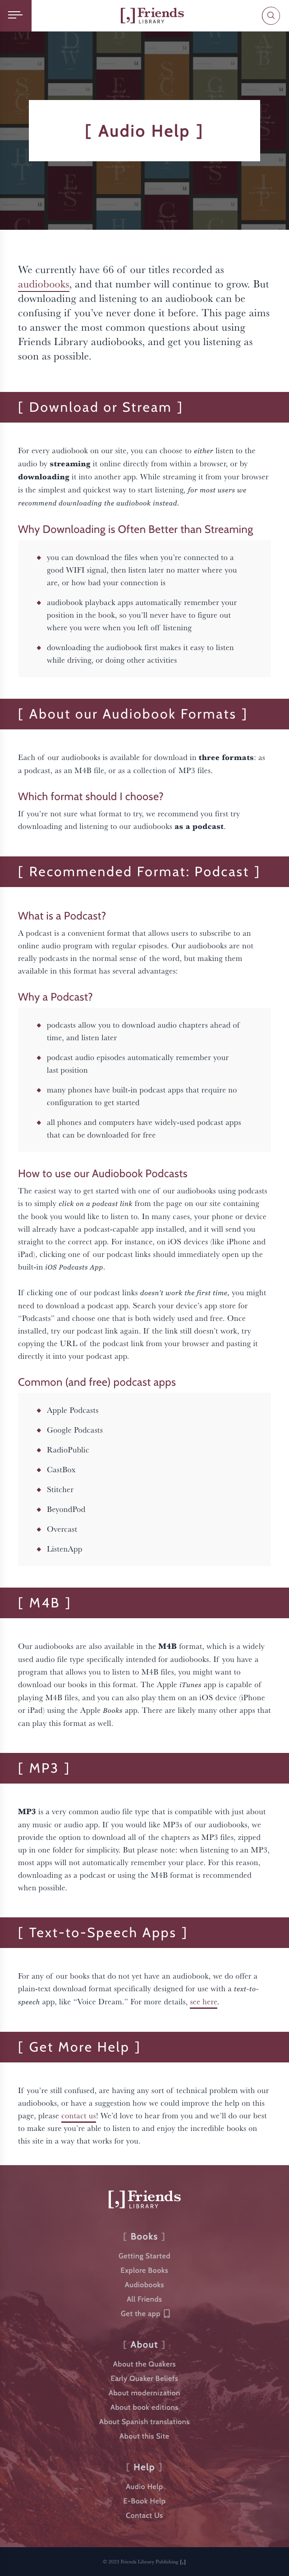 [,] Friends
LIBRARY
[ Audio Help ]
We currently have 66 of our titles recorded as
audiobooks, and that number will continue to grow. But
downloading and listening to an audiobook can be
confusing if you've never done it before. This page aims
to answer the most common questions about using
Friends Library audiobooks, and get you listening as
soon as possible.
[ Download or Stream ]
For every audiobook on our site, you can choose to either listen to the
audio by streaming it online directly from within a browser, or by
downloading it into another app. While streaming it from your browser
is the simplest and quickest way to start listening, for most users we
recommend downloading the audiobook instead.
Why Downloading is Often Better than Streaming
you can download the files when you're connected to a
good WIFI signal, then listen later no matter where you
are, or how bad your connection is
audiobook playback apps automatically remember your
position in the book, so you'll never have to figure out
where you were when you left off listening
downloading the audiobook first makes it easy to listen
while driving, or doing other activities
[ About our Audiobook Formats ]
Each of our audiobooks is available for download in three formats: as
a podcast, as an M4B file, or as a collection of MP3 files.
Which format should I choose?
If you're not sure what format to try, we recommend you first try
downloading and listening to our audiobooks as a podcast.
[ Recommended Format: Podcast ]
What is a Podcast?
A podcast is a convenient format that allows users to subscribe to an
online audio program with regular episodes. Our audiobooks are not
really podcasts in the normal sense of the word, but making them
available in this format has several advantages:
Why a Podcast?
podcasts allow you to download audio chapters ahead of
time, and listen later
podcast audio episodes automatically remember your
last position
many phones have built-in podcast apps that require no
configuration to get started
all phones and computers have widely-used podcast apps
that can be downloaded for free
How to use our Audiobook Podcasts
The easiest way to get started with one of our audiobooks using podcasts
is to simply click on a podcast link from the page on our site containing
the book you would like to listen to. In many cases, your phone or device
will already have a podcast-capable app installed, and it will send you
straight to the correct app. For instance, on iOS devices (like iPhone and
iPad), clicking one of our podcast links should immediately open up the
built-in iOS Podcasts App.
If clicking one of our podcast links doesn't work the first time, you might
need to download a podcast app. Search your device's app store for
“Podcasts” and choose one that is both widely used and free. Once
installed, try our podcast link again. If the link still doesn't work, try
copying the URL of the podcast link from your browser and pasting it
directly it into your podcast app.
Common (and free) podcast apps
Apple Podcasts
Google Podcasts
RadioPublic
CastBox
Stitcher
BeyondPod
Overcast
ListenApp
[ M4B ]
Our audiobooks are also available in the M4B format, which is a widely
used audio file type specifically intended for audiobooks. If you have a
program that allows you to listen to M4B files, you might want to
download our books in this format. The Apple iTunes app is capable of
playing M4B files, and you can also play them on an iOS device (iPhone
or iPad) using the Apple Books app. There are likely many other apps that
can play this format as well.
[ MP3 ]
MP3 is a very common audio file type that is compatible with just about
any music or audio app. If you would like MP3s of our audiobooks, we
provide the option to download all of the chapters as MP3 files, zipped
up in one folder for simplicity. But please note: when listening to an MP3,
most apps will not automatically remember your place. For this reason,
downloading as a podcast or using the M4B format is recommended
when possible.
[ Text-to-Speech Apps ]
For any of our books that do not yet have an audiobook, we do offer a
plain-text download format specifically designed for use with a text-to-
speech app, like “Voice Dream.” For more details, see here.
[ Get More Help ]
If you're still confused, are having any sort of technical problem with our
audiobooks, or have a suggestion how we could improve the help on this
page, please contact us! We'd love to hear from you and we'll do our best
to make sure you're able to listen to and enjoy the incredible books on
this site in a way that works for you.
[,] Friends
LIBRARY
[ Books ]
Getting Started
Explore Books
Audiobooks
All Friends
Get the app
[ About ]
About the Quakers
Early Quaker Beliefs
About modernization
About book editions
About Spanish translations
About this Site
[ Help ]
Audio Help
E-Book Help
Contact Us
© 2023 Friends Library Publishing [,]